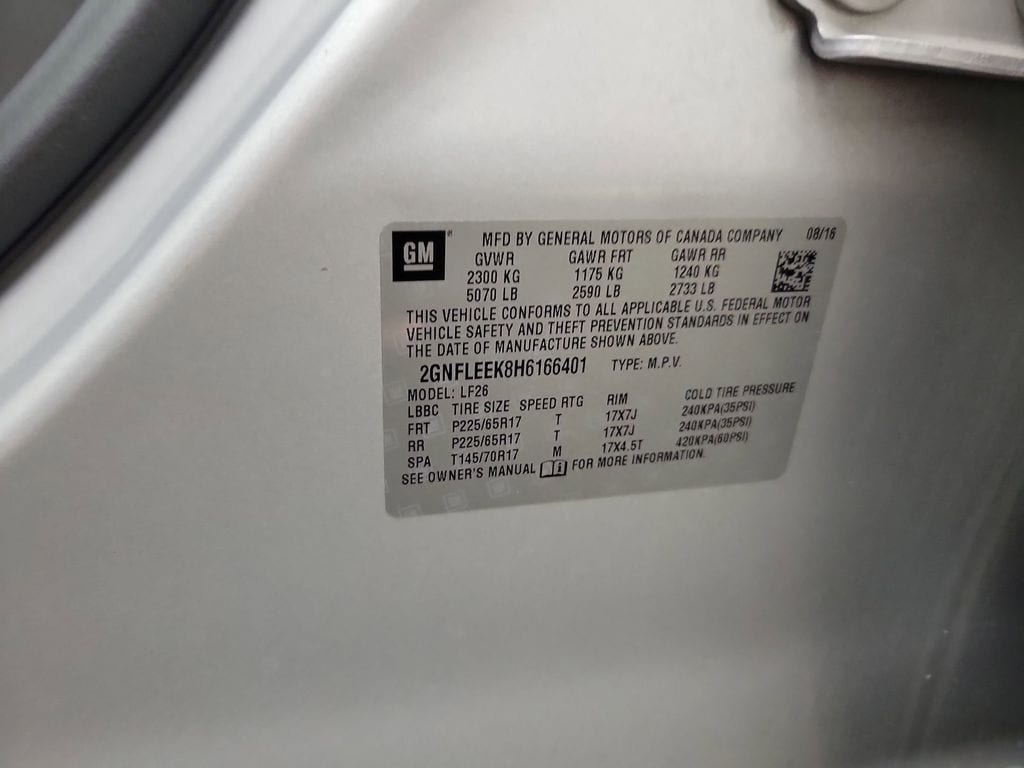 GM MFD BY GENERAL MOTORS OF CANADA COMPANY 08/16
GVWR GAWR FRT GAWR RR
2300 KG 1175 KG 1240 KG
5070 LB 2590 LB 2733 LB
THIS VEHICLE CONFORMS TO ALL APPLICABLE U.S. FEDERAL MOTOR
VEHICLE SAFETY AND THEFT PREVENTION STANDARDS IN EFFECT ON
THE DATE OF MANUFACTURE SHOWN ABOVE.
2GNFLEEK8H6166401 TYPE: M.P.V.
MODEL: LF26
LBBC TIRE SIZE SPEED RTG RIM COLD TIRE PRESSURE
FRT P225/65R17 T 17X7J 240KPA(35PSI)
RR P225/65R17 T 17X7J 240KPA(35PSI)
SPA T145/70R17 M 17X4.5T 420KPA(60PSI)
SEE OWNER'S MANUAL FOR MORE INFORMATION.